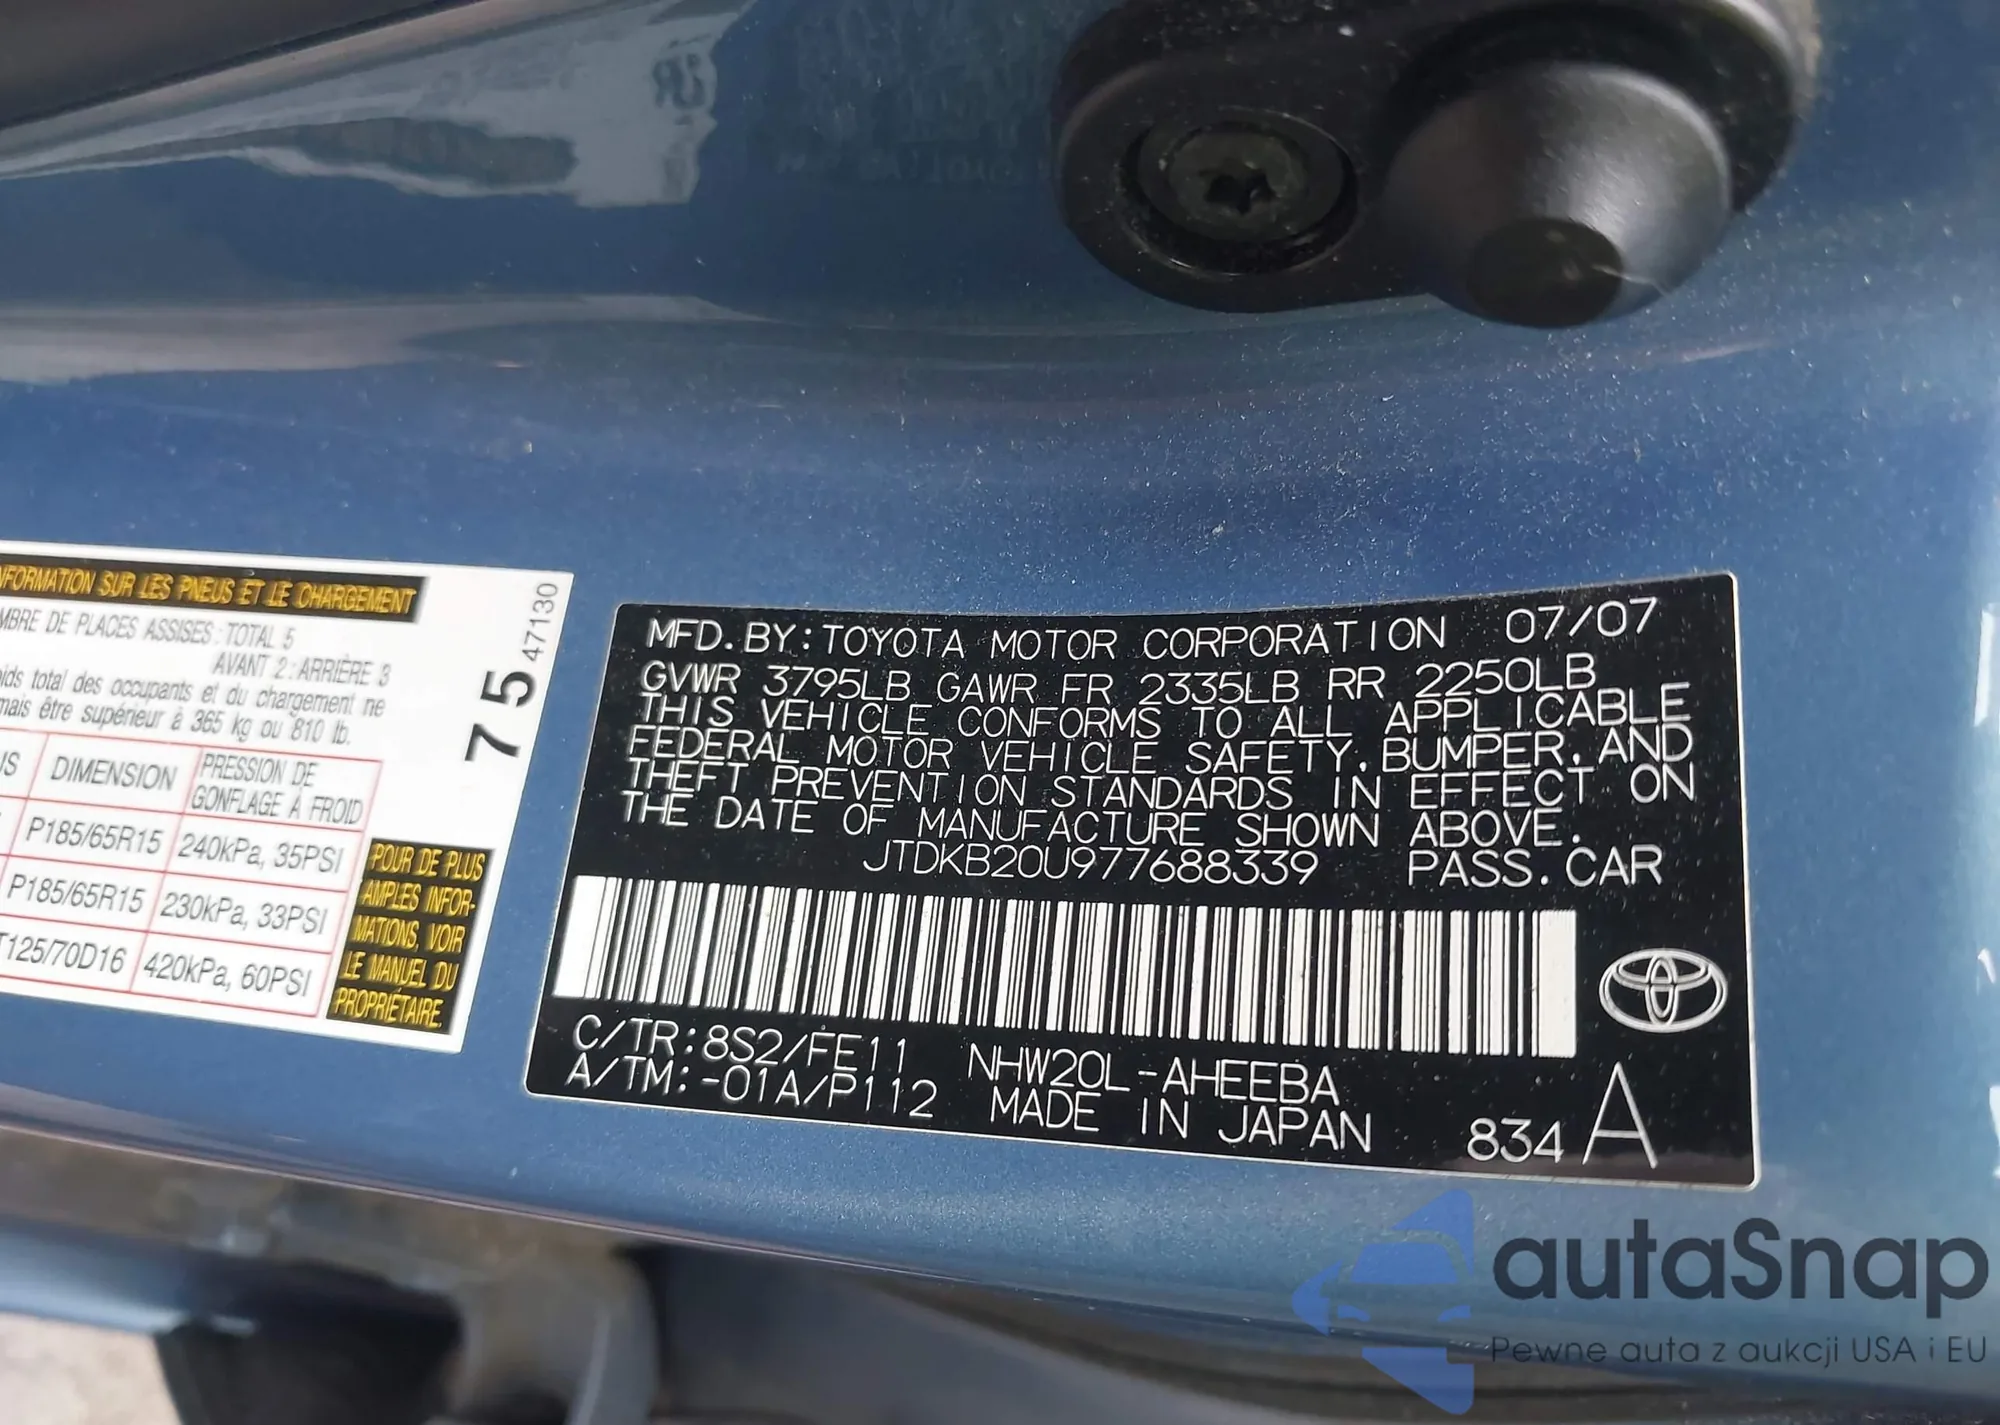 INFORMATION SUR LES PNEUS ET LE CHARGEMENT
MBRE DE PLACES ASSISES : TOTAL 5
AVANT 2 : ARRIÈRE 3
ids total des occupants et du chargement ne
mais être supérieur à 365 kg ou 810 lb.
DIMENSION
PRESSION DE
GONFLAGE À FROID
P185/65R15 240kPa, 35PSI
P185/65R15 230kPa, 33PSI
T125/70D16 420kPa, 60PSI
POUR DE PLUS
AMPLES INFOR-
MATIONS, VOIR
LE MANUEL DU
PROPRIÉTAIRE.
75
47130
MFD. BY: TOYOTA MOTOR CORPORATION 07/07
GVWR 3795LB GAWR FR 2335LB RR 2250LB
THIS VEHICLE CONFORMS TO ALL APPLICABLE
FEDERAL MOTOR VEHICLE SAFETY, BUMPER, AND
THEFT PREVENTION STANDARDS IN EFFECT ON
THE DATE OF MANUFACTURE SHOWN ABOVE.
JTDKB20U977688339 PASS. CAR
C/TR: 8S2/FE11 NHW20L-AHEEBA
A/TM: -01A/P112 MADE IN JAPAN 834 A
autaSnap
Pewne auta z aukcji USA i EU